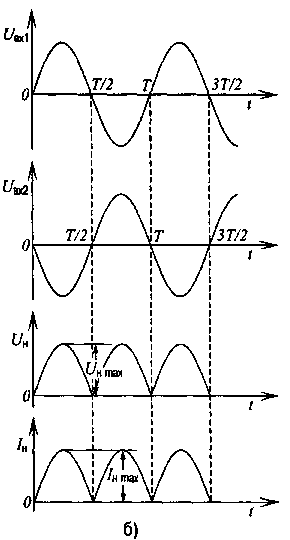 Uвх1
T/2 T 3T/2
0 t
Uвх2
T/2 T 3T/2
0 t
Uн
Uн max
0 t
Iн
Iн max
0 t
б)